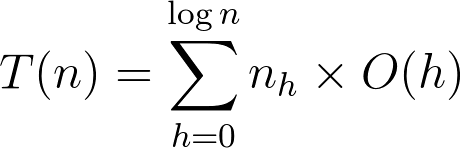 T(n) = \sum_{h=0}^{\log n} n_h \times O(h)